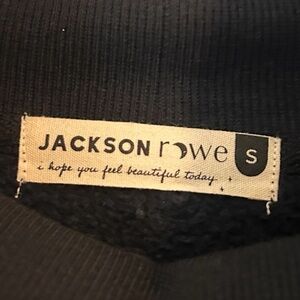 JACKSON rowe S
i hope you feel beautiful today